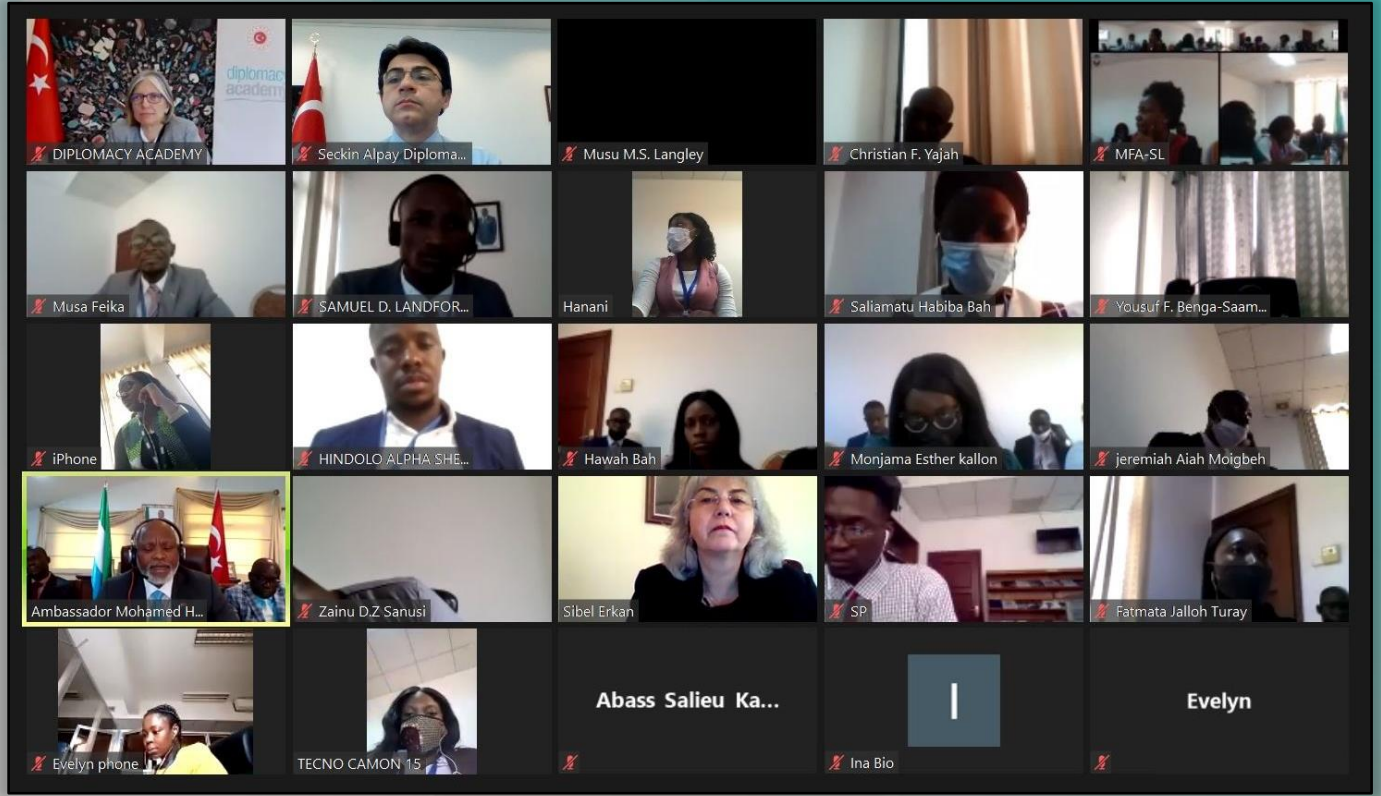 diplomacy
academy
DIPLOMACY ACADEMY
Seckin Alpay Diploma...
Musu M.S. Langley
Christian F. Yajah
MFA-SL
Musa Feika
SAMUEL D. LANDFOR...
Hanani
Saliamatu Habiba Bah
Yousuf F. Benga-Saam...
iPhone
HINDOLO ALPHA SHE...
Hawah Bah
Monjama Esther kallon
jeremiah Aiah Moigbeh
Ambassador Mohamed H...
Zainu D.Z Sanusi
Sibel Erkan
SP
Fatmata Jalloh Turay
Evelyn phone
TECNO CAMON 15
Abass Salieu Ka...
I
Ina Bio
Evelyn